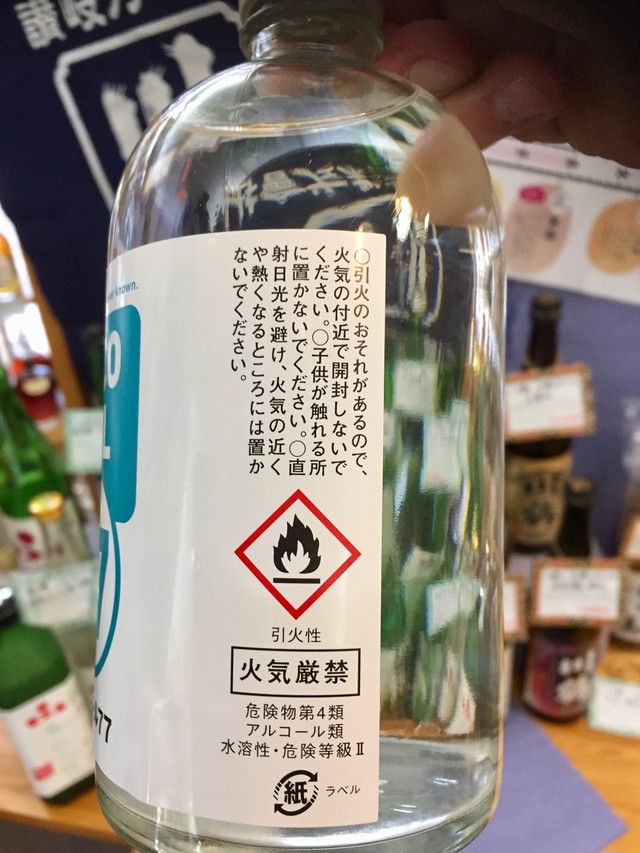 讃岐
er known.
○引火のおそれがあるので、
火気の付近で開封しないで
ください。○子供が触れる所
に置かないでください。○直
射日光を避け、火気の近く
や熱くなるところには置か
ないでください。
引火性
火気厳禁
危険物第4類
アルコール類
水溶性・危険等級Ⅱ
紙 ラベル
77